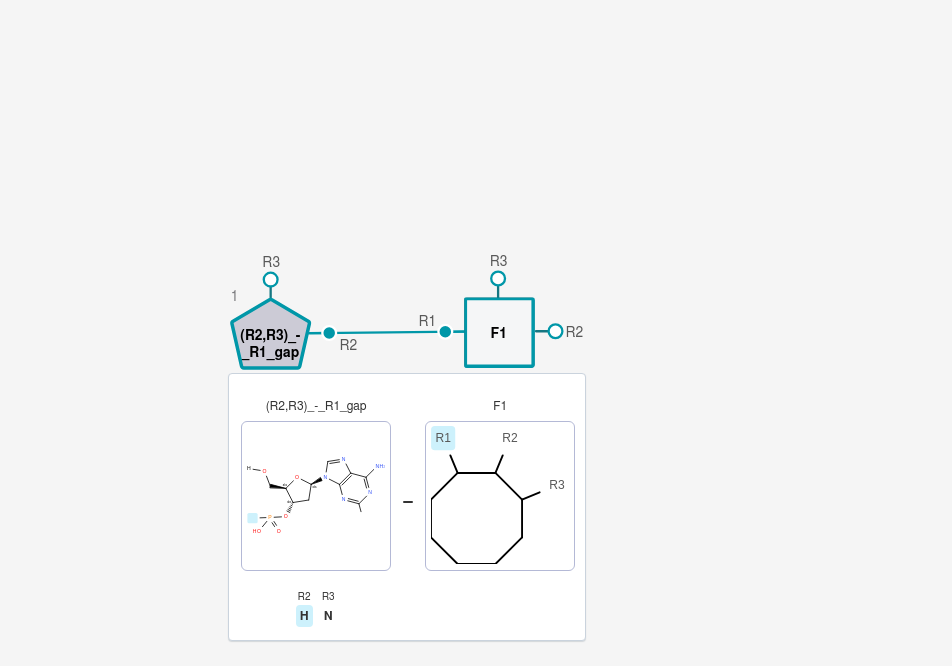 R3
R3
1
R1
(R2,R3)_-
_R1_gap
F1
R2
R2
(R2,R3)_-_R1_gap
F1
R1
R2
R3
H
O
O
N
N
NH₂
N
N
O
P
HO
O
–
R2
R3
H
N